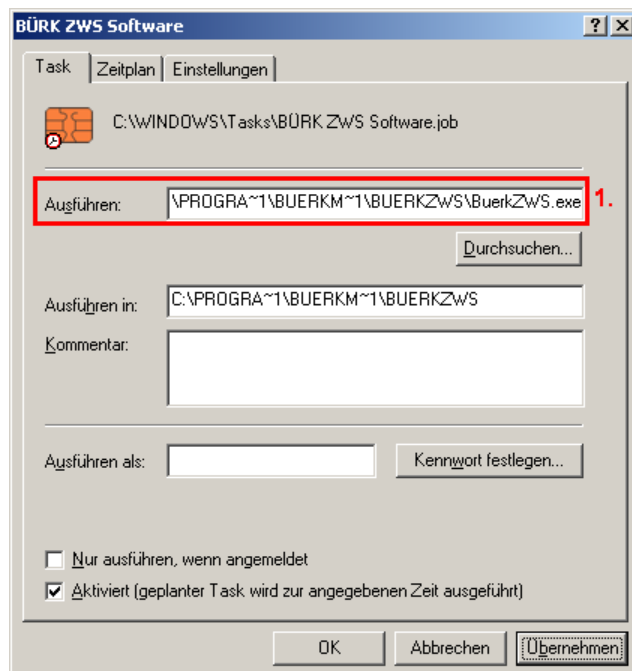 BÜRK ZWS Software
Task Zeitplan Einstellungen
C:\WINDOWS\Tasks\BÜRK ZWS Software.job
Ausführen: \PROGRA~1\BUERKM~1\BUERKZWS\BuerkZWS.exe 1.
Durchsuchen...
Ausführen in: C:\PROGRA~1\BUERKM~1\BUERKZWS
Kommentar:
Ausführen als: Kennwort festlegen...
Nur ausführen, wenn angemeldet
Aktiviert (geplanter Task wird zur angegebenen Zeit ausgeführt)
OK Abbrechen Übernehmen